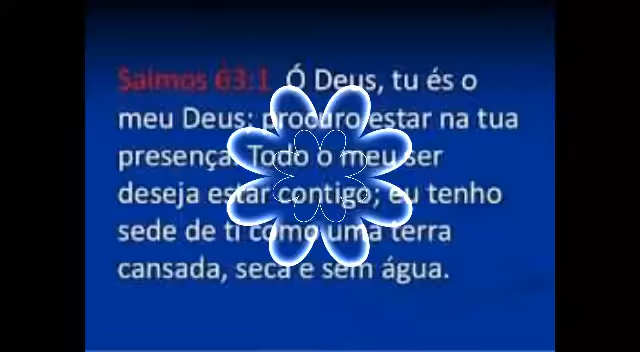 Salmos 63:1 Ó Deus, tu és o
meu Deus; procuro estar na tua
presença. Todo o meu ser
deseja estar contigo; eu tenho
sede de ti como uma terra
cansada, seca e sem água.